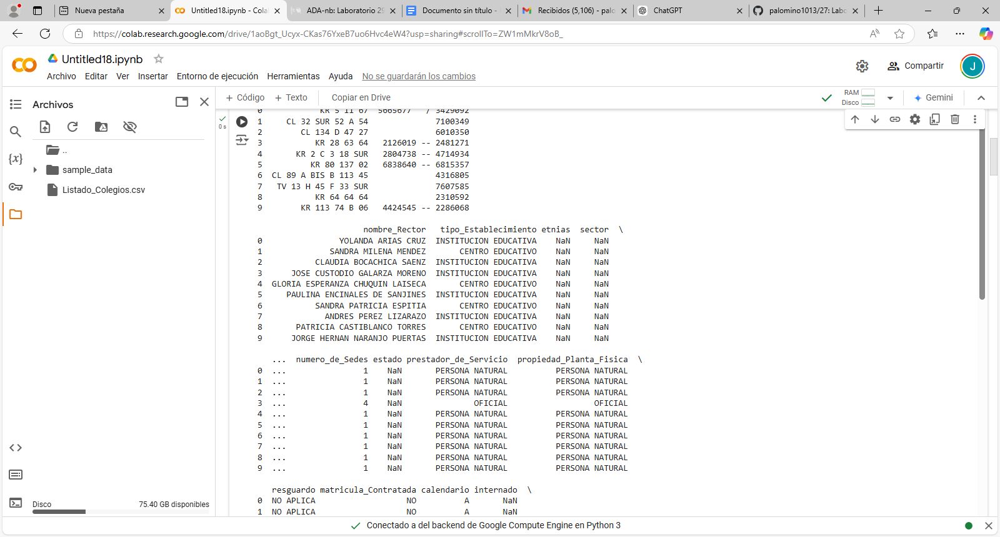 Nueva pestaña
Untitled18.ipynb - Cola
ADA-nb: Laboratorio 29
Documento sin título -
Recibidos (5,106) - palo
ChatGPT
palomino1013/27: Labo
https://colab.research.google.com/drive/1aoBgt_Ucyx-CKas76YxeB7uo6Hvc4eW4?usp=sharing#scrollTo=ZW1mMkrV8oB_
Untitled18.ipynb
Archivo Editar Ver Insertar Entorno de ejecución Herramientas Ayuda No se guardarán los cambios
Compartir
J
Archivos
+ Código + Texto Copiar en Drive
RAM
Disco
Gemini
..
sample_data
Listado_Colegios.csv
Disco 75.40 GB disponibles
0 s
0 KR 5 11 67 5665677 / 3429092
1 CL 32 SUR 52 A 54 7100349
2 CL 134 D 47 27 6010350
3 KR 28 63 64 2126019 -- 2481271
4 KR 2 C 3 18 SUR 2804738 -- 4714934
5 KR 80 137 02 6838640 -- 6815357
6 CL 89 A BIS B 113 45 4316805
7 TV 13 H 45 F 33 SUR 7607585
8 KR 64 64 64 2310592
9 KR 113 74 B 06 4424545 -- 2286068
nombre_Rector tipo_Establecimiento etnias sector \
0 YOLANDA ARIAS CRUZ INSTITUCION EDUCATIVA NaN NaN
1 SANDRA MILENA MENDEZ CENTRO EDUCATIVO NaN NaN
2 CLAUDIA BOCACHICA SAENZ INSTITUCION EDUCATIVA NaN NaN
3 JOSE CUSTODIO GALARZA MORENO INSTITUCION EDUCATIVA NaN NaN
4 GLORIA ESPERANZA CHUQUIN LAISECA CENTRO EDUCATIVO NaN NaN
5 PAULINA ENCINALES DE SANJINES INSTITUCION EDUCATIVA NaN NaN
6 SANDRA PATRICIA ESPITIA CENTRO EDUCATIVO NaN NaN
7 ANDRES PEREZ LIZARAZO INSTITUCION EDUCATIVA NaN NaN
8 PATRICIA CASTIBLANCO TORRES CENTRO EDUCATIVO NaN NaN
9 JORGE HERNAN NARANJO PUERTAS INSTITUCION EDUCATIVA NaN NaN
... numero_de_Sedes estado prestador_de_Servicio propiedad_Planta_Fisica \
0 ... 1 NaN PERSONA NATURAL PERSONA NATURAL
1 ... 1 NaN PERSONA NATURAL PERSONA NATURAL
2 ... 1 NaN PERSONA NATURAL PERSONA NATURAL
3 ... 4 NaN OFICIAL OFICIAL
4 ... 1 NaN PERSONA NATURAL PERSONA NATURAL
5 ... 1 NaN PERSONA NATURAL PERSONA NATURAL
6 ... 1 NaN PERSONA NATURAL PERSONA NATURAL
7 ... 1 NaN PERSONA NATURAL PERSONA NATURAL
8 ... 1 NaN PERSONA NATURAL PERSONA NATURAL
9 ... 1 NaN PERSONA NATURAL PERSONA NATURAL
resguardo matricula_Contratada calendario internado \
0 NO APLICA NO A NaN
1 NO APLICA NO A NaN
Conectado a del backend de Google Compute Engine en Python 3